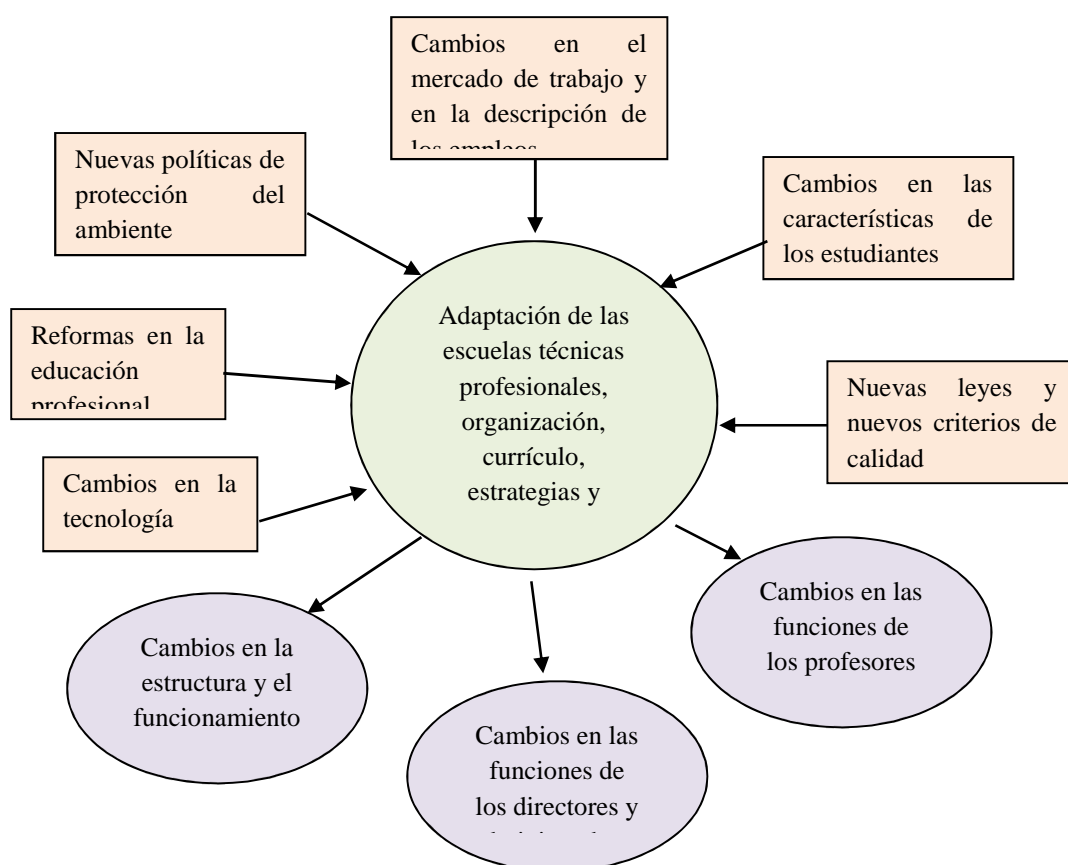 Cambios en el
mercado de trabajo y
en la descripción de
los empleos
Nuevas políticas de
protección del
ambiente
Cambios en las
características de
los estudiantes
Adaptación de las
escuelas técnicas
profesionales,
organización,
currículo,
estrategias y
Reformas en la
educación
profesional
Nuevas leyes y
nuevos criterios de
calidad
Cambios en la
tecnología
Cambios en las
funciones de
los profesores
Cambios en la
estructura y el
funcionamiento
Cambios en las
funciones de
los directores y